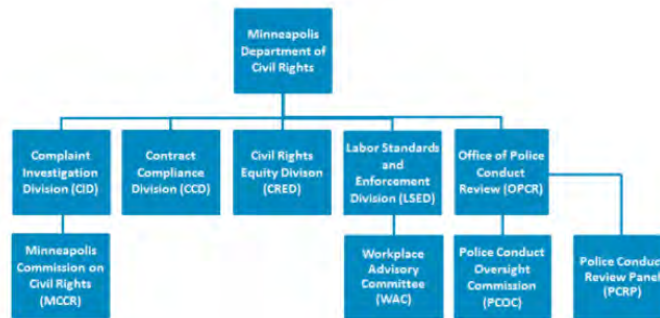 Minneapolis
Department of
Civil Rights
Complaint
Investigation
Division (CID)
Contract
Compliance
Division (CCD)
Civil Rights
Equity Divison
(CRED)
Labor Standards
and
Enforcement
Division (LSED)
Office of Police
Conduct
Review (OPCR)
Minneapolis
Commission on
Civil Rights
(MCCR)
Workplace
Advisory
Committee
(WAC)
Police Conduct
Oversight
Commission
(PCOC)
Police Conduct
Review Panel
(PCRP)